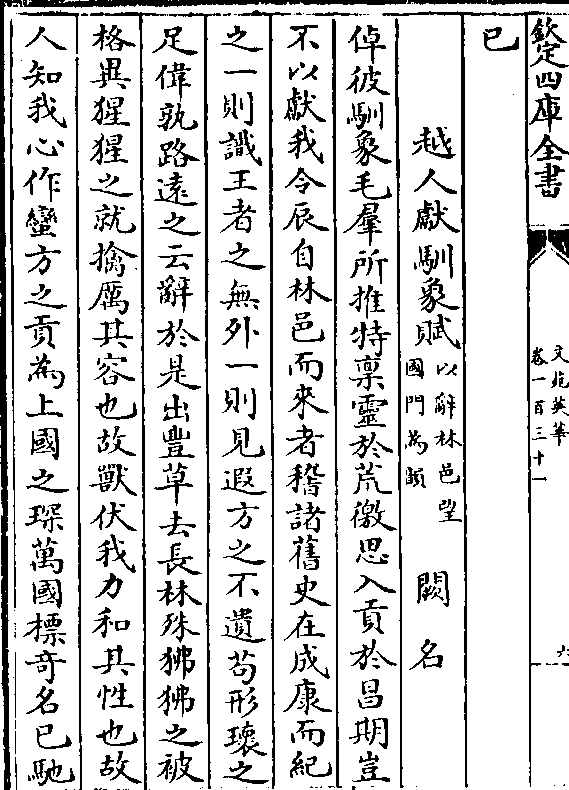 欽定四庫全書
文苑英華
卷一百三十一
六
已
越人獻馴象賦以辭林邑望國門為韻 闕名
倬彼馴象毛羣所推特禀靈於荒徼思入貢於昌期豈
不以獻我令辰自林邑而來者稽諸舊史在成康而紀
之一則識王者之無外一則見遐方之不遺茍形瓌之
足偉孰路遠之云辭於是出豐草去長林殊狒狒之被
格異猩猩之就擒厲其容也故獸伏我力和其性也故
人知我心作蠻方之貢為上國之琛萬國標奇名已馳